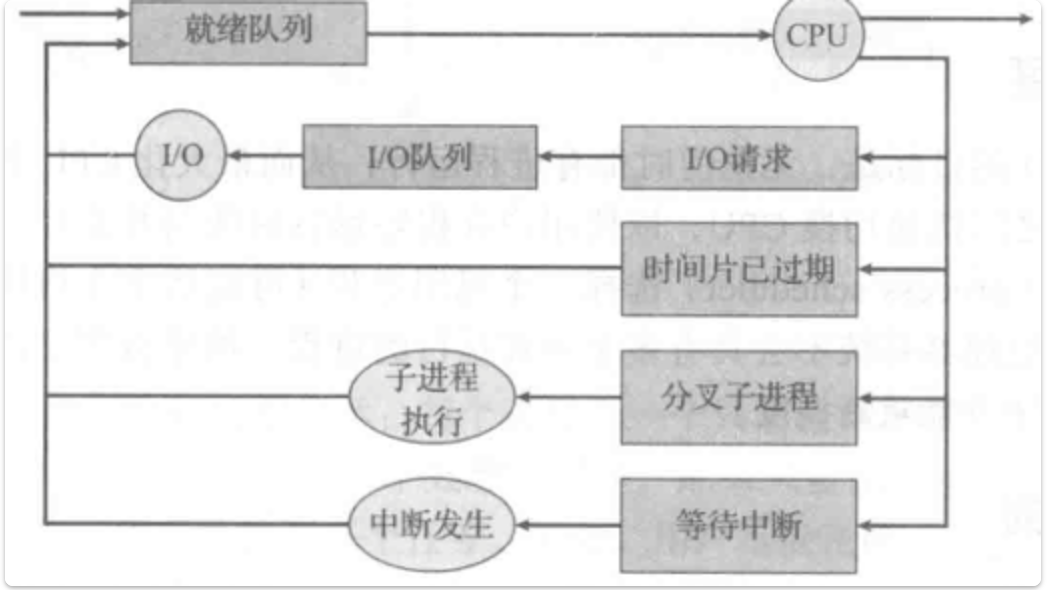 就绪队列
CPU
I/O
I/O队列
I/O请求
时间片已过期
子进程
执行
分叉子进程
中断发生
等待中断